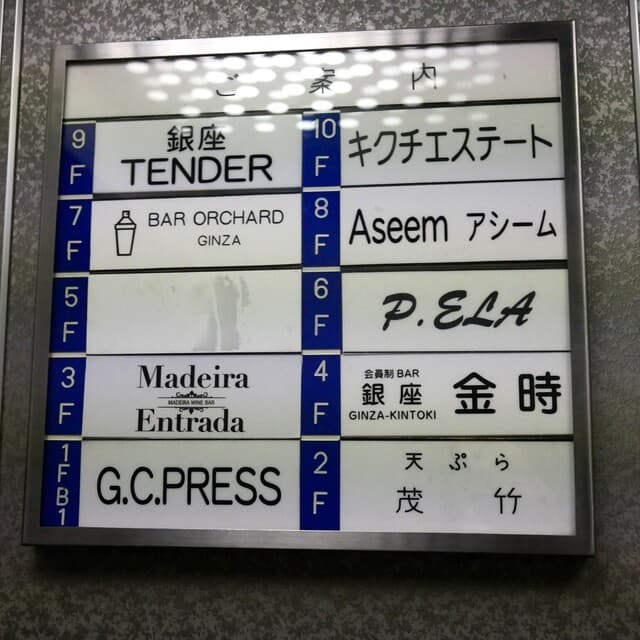 ご案内
9F
銀座
TENDER
10F
キクチエステート
7F
BAR ORCHARD
GINZA
8F
Aseem アシーム
5F
6F
P.ELA
3F
Madeira
MADEIRA WINE BAR
Entrada
4F
会員制BAR
銀座
GINZA-KINTOKI
金時
1F
B1
G.C.PRESS
2F
天ぷら
茂竹